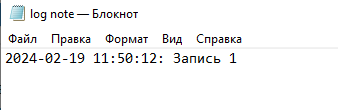 log note — Блокнот
Файл Правка Формат Вид Справка
2024-02-19 11:50:12: Запись 1